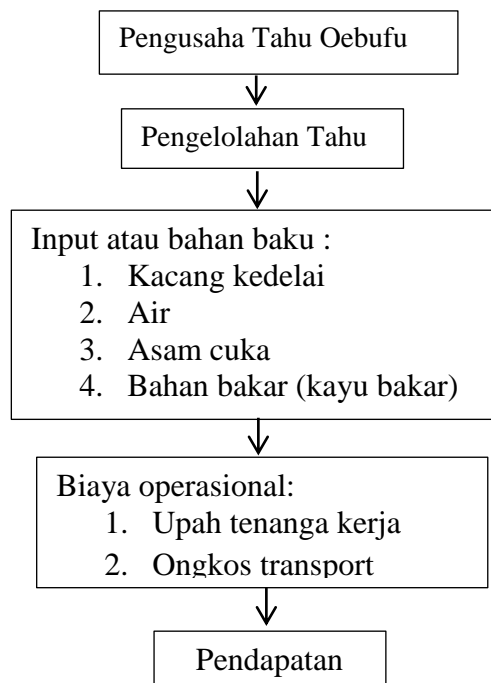 Pengusaha Tahu Oebufu
Pengelolahan Tahu
Input atau bahan baku :
1. Kacang kedelai
2. Air
3. Asam cuka
4. Bahan bakar (kayu bakar)
Biaya operasional:
1. Upah tenanga kerja
2. Ongkos transport
Pendapatan